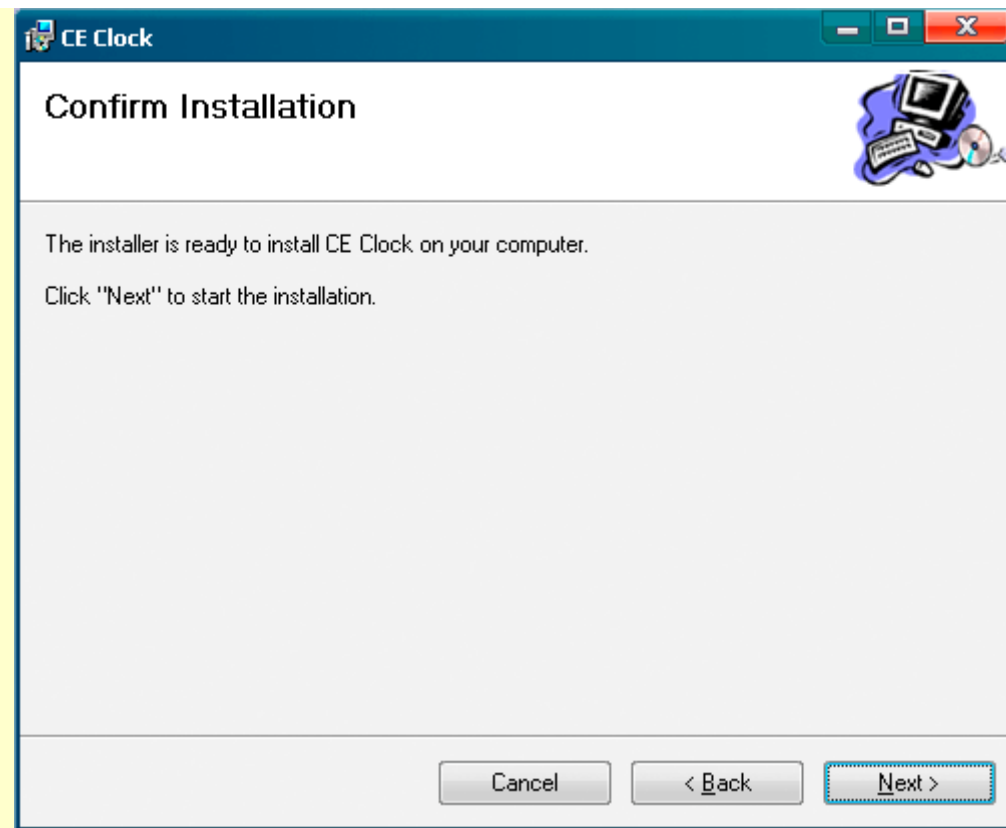 CE Clock
Confirm Installation
The installer is ready to install CE Clock on your computer.
Click "Next" to start the installation.
Cancel
< Back
Next >